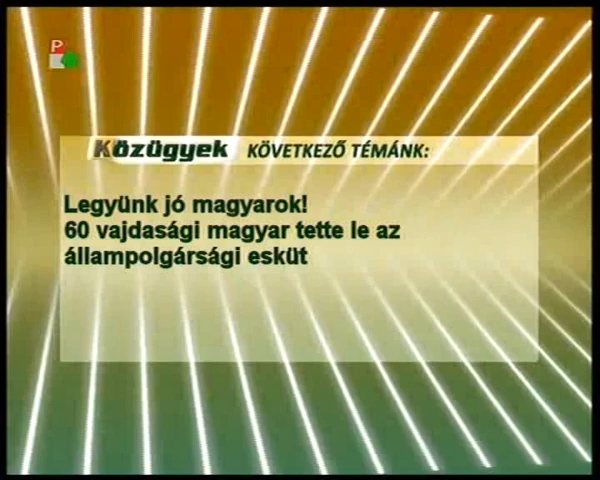 P
Közügyek KÖVETKEZŐ TÉMÁNK:
Legyünk jó magyarok!
60 vajdasági magyar tette le az
állampolgársági esküt